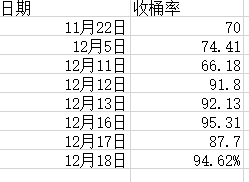 日期 收桶率
11月22日 70
12月5日 74.41
12月11日 66.18
12月12日 91.8
12月13日 92.13
12月16日 95.31
12月17日 87.7
12月18日 94.62%